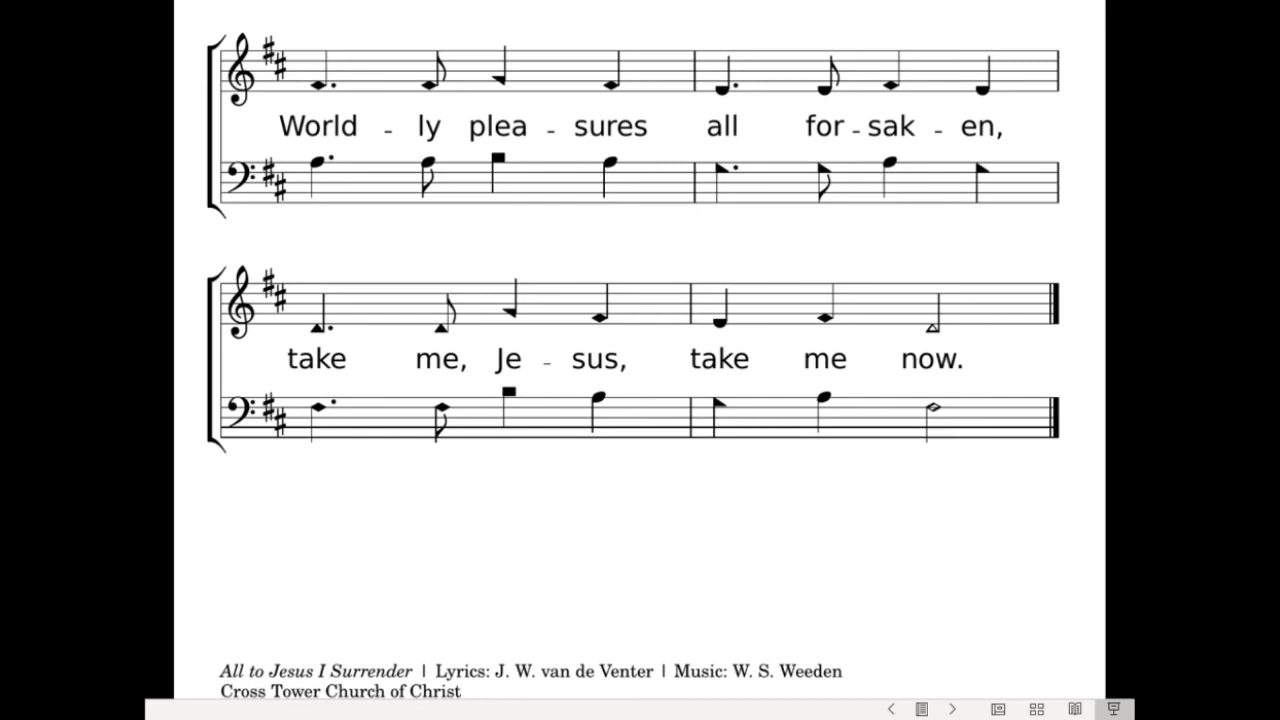 World - ly plea - sures all for - sak - en,
take me, Je - sus, take me now.
All to Jesus I Surrender | Lyrics: J. W. van de Venter | Music: W. S. Weeden
Cross Tower Church of Christ